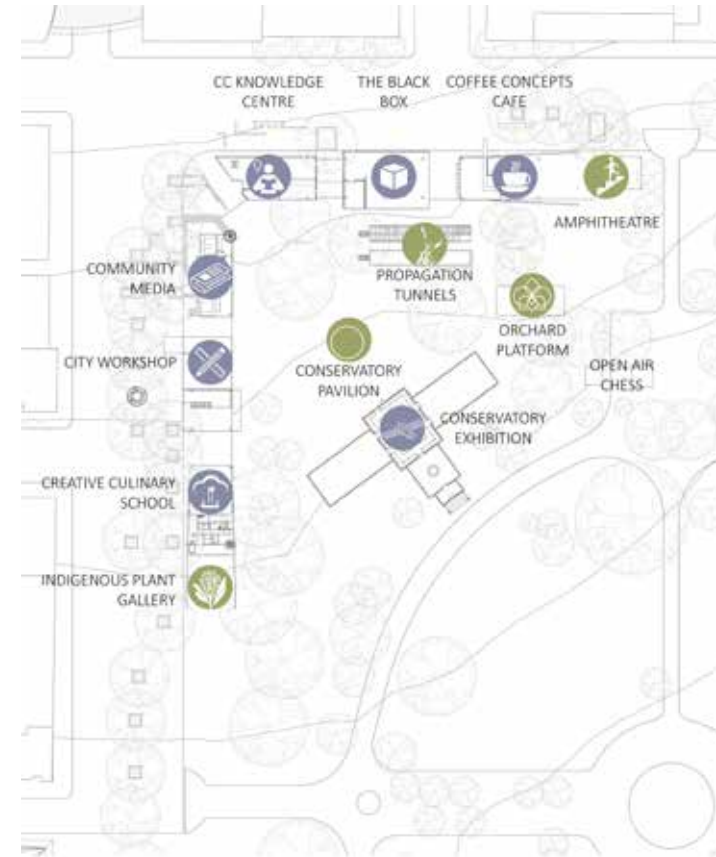 CC KNOWLEDGE
CENTRE
THE BLACK
BOX
COFFEE CONCEPTS
CAFE
AMPHITHEATRE
COMMUNITY
MEDIA
PROPAGATION
TUNNELS
ORCHARD
PLATFORM
CITY WORKSHOP
CONSERVATORY
PAVILION
OPEN AIR
CHESS
CONSERVATORY
EXHIBITION
CREATIVE CULINARY
SCHOOL
INDIGENOUS PLANT
GALLERY